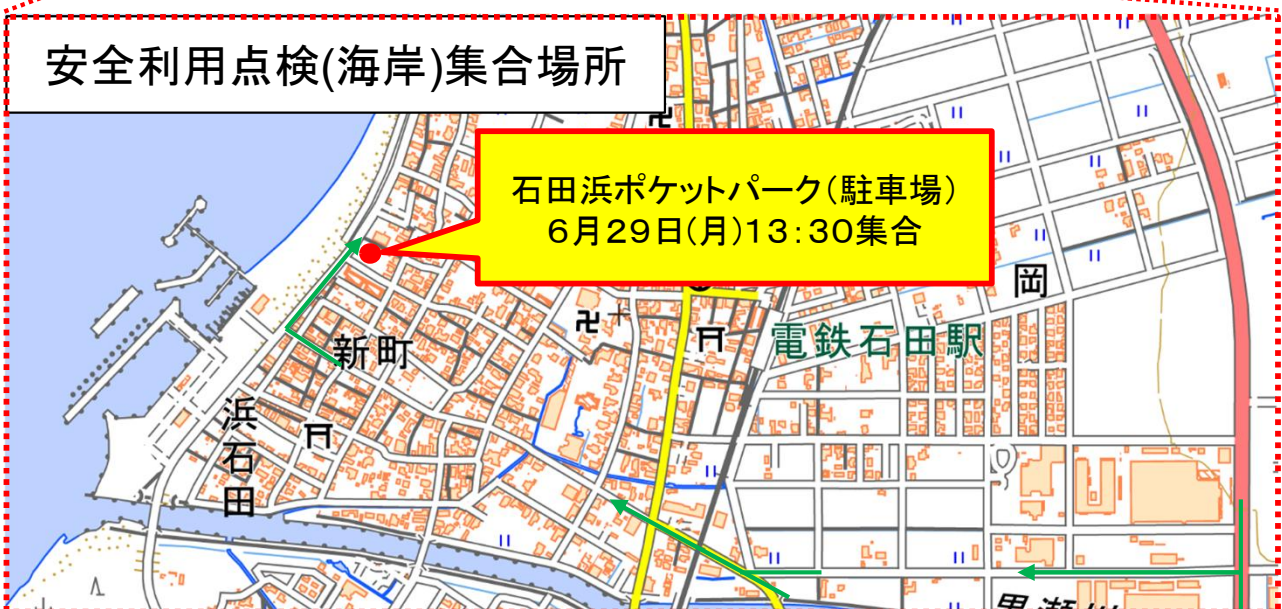 安全利用点検(海岸)集合場所
石田浜ポケットパーク(駐車場)
6月29日(月)13:30集合
岡
電鉄石田駅
新町
浜石田